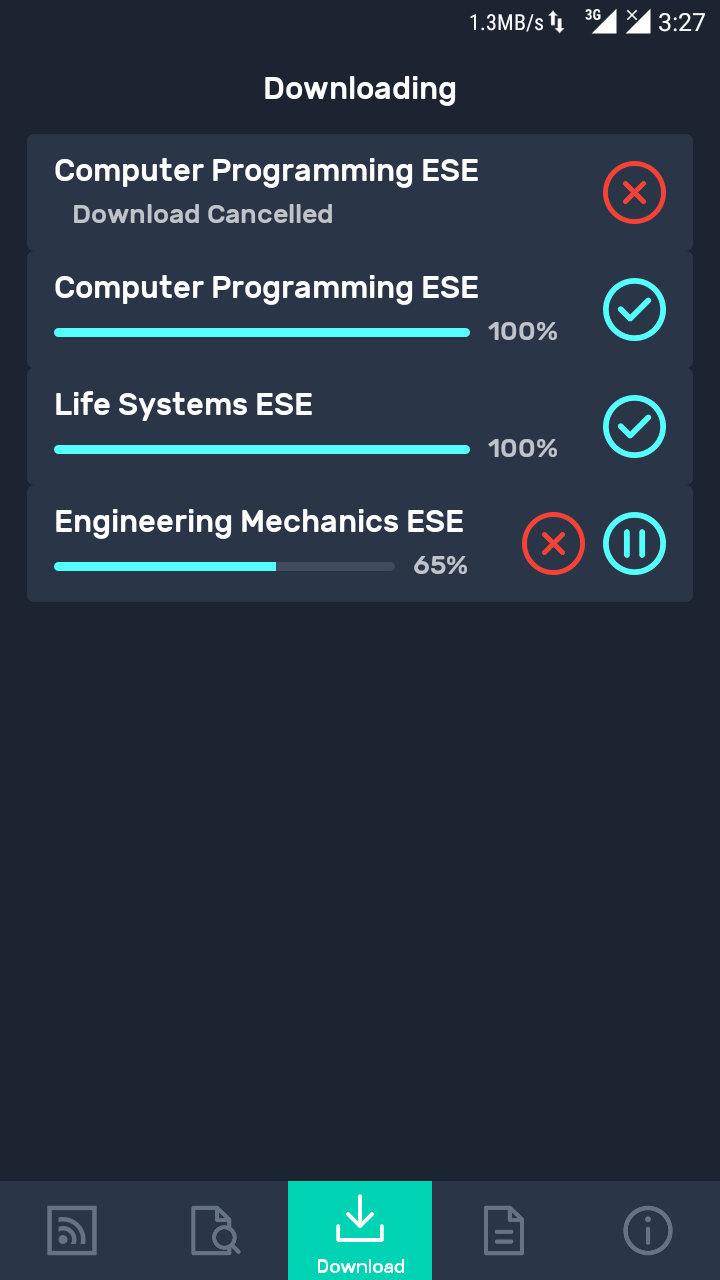 1.3MB/s 3G 3:27
Downloading
Computer Programming ESE
Download Cancelled
Computer Programming ESE
100%
Life Systems ESE
100%
Engineering Mechanics ESE
65%
Download